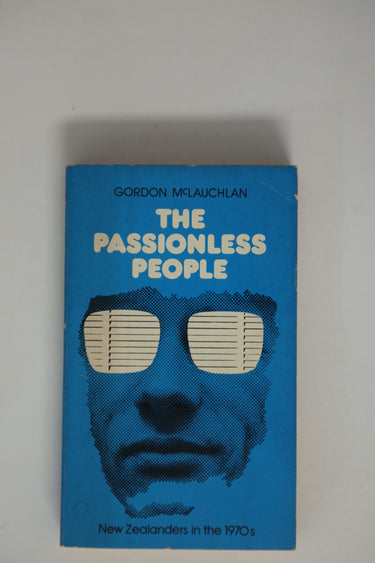 GORDON McLAUCHLAN
THE
PASSIONLESS
PEOPLE
New Zealanders in the 1970s